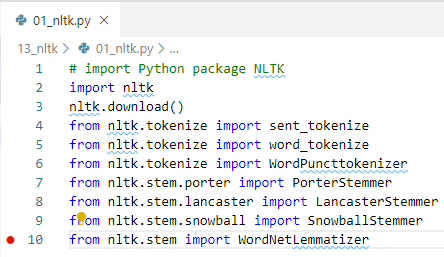 01_nltk.py ×
13_nltk > 01_nltk.py > ...
1 # import Python package NLTK
2 import nltk
3 nltk.download()
4 from nltk.tokenize import sent_tokenize
5 from nltk.tokenize import word_tokenize
6 from nltk.tokenize import WordPuncttokenizer
7 from nltk.stem.porter import PorterStemmer
8 from nltk.stem.lancaster import LancasterStemmer
9 from nltk.stem.snowball import SnowballStemmer
10 from nltk.stem import WordNetLemmatizer